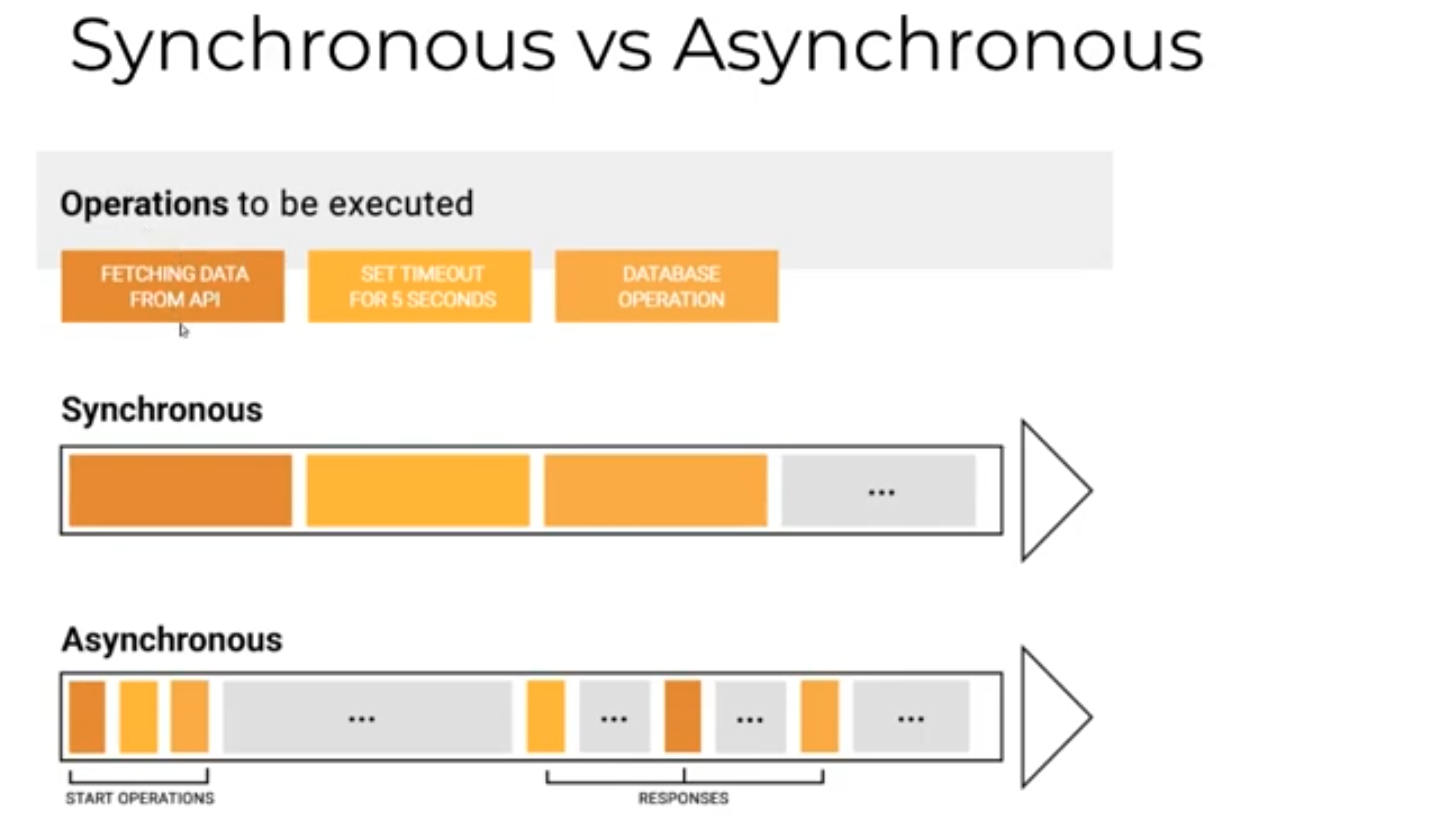 Synchronous vs Asynchronous
Operations to be executed
FETCHING DATA
FROM API
SET TIMEOUT
FOR 5 SECONDS
DATABASE
OPERATION
Synchronous
...
Asynchronous
... ... ... ...
START OPERATIONS
RESPONSES